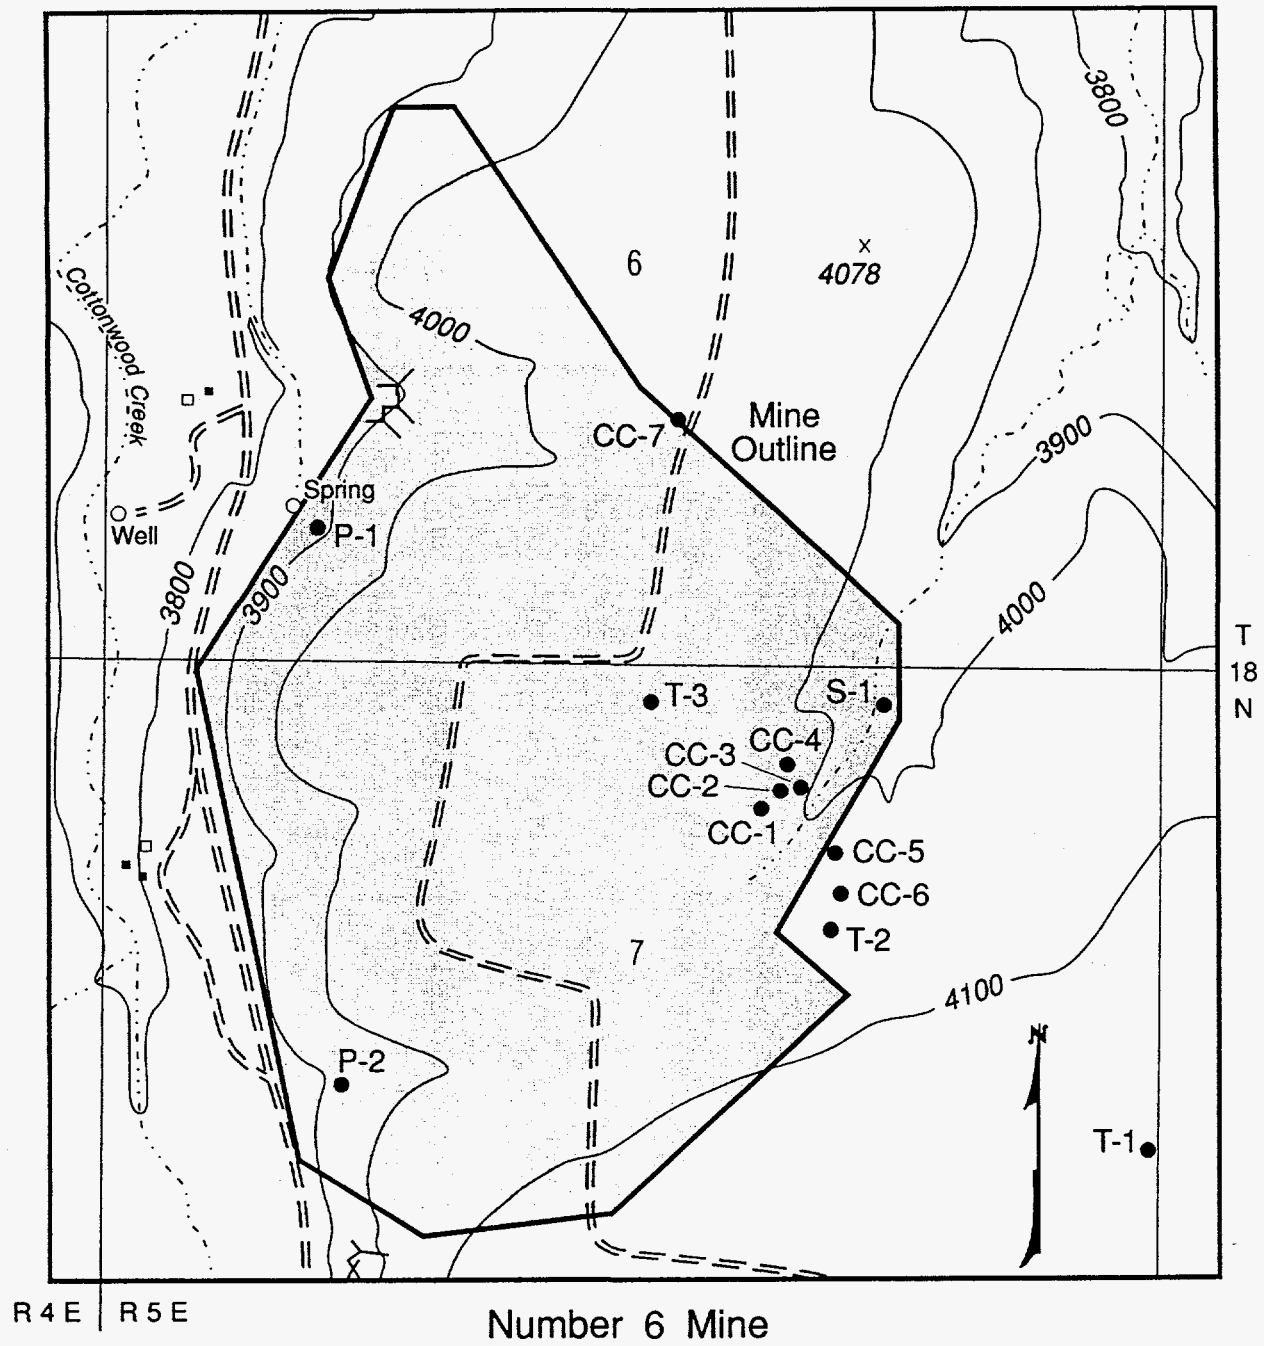 3800
6
x
4078
Cottonwood Creek
4000
Mine
Outline
CC-7
3900
Spring
P-1
Well
3800
3900
4000
T
18
N
T-3
S-1
CC-4
CC-3
CC-2
CC-1
CC-5
CC-6
T-2
7
4100
N
P-2
T-1
R 4 E
R 5 E
Number 6 Mine